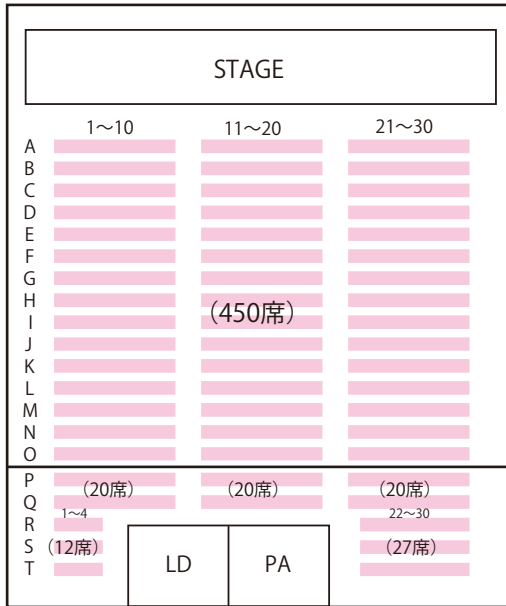 STAGE
1〜10 11〜20 21〜30
A
B
C
D
E
F
G
H
I
(450席)
J
K
L
M
N
O
P
(20席) (20席) (20席)
Q
1〜4 22〜30
R
S (12席) (27席)
T
LD PA